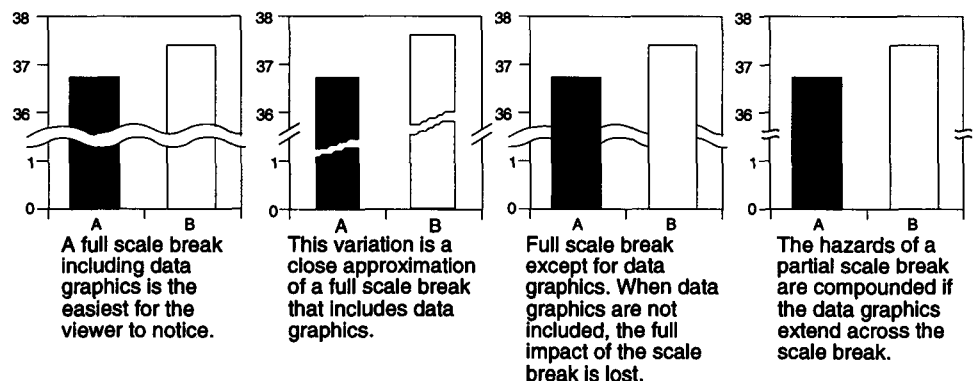 38
37
36
1
0
A B
A full scale break
including data
graphics is the
easiest for the
viewer to notice.
38
37
36
1
0
A B
This variation is a
close approximation
of a full scale break
that includes data
graphics.
38
37
36
1
0
A B
Full scale break
except for data
graphics. When data
graphics are not
included, the full
impact of the scale
break is lost.
38
37
36
1
0
A B
The hazards of a
partial scale break
are compounded if
the data graphics
extend across the
scale break.